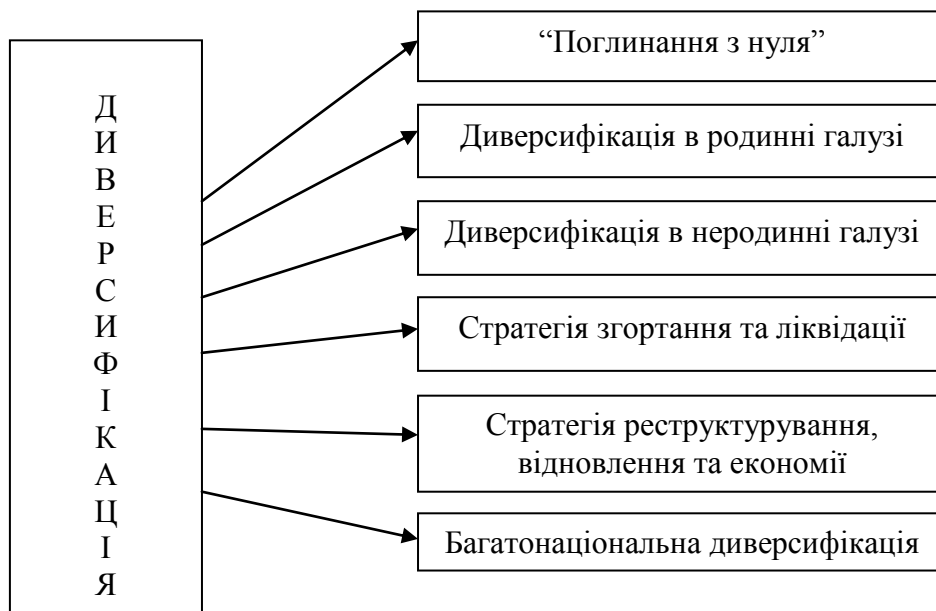 ДИВЕРСИФІКАЦІЯ
“Поглинання з нуля”
Диверсифікація в родинні галузі
Диверсифікація в неродинні галузі
Стратегія згортання та ліквідації
Стратегія реструктурування,
відновлення та економії
Багатонаціональна диверсифікація